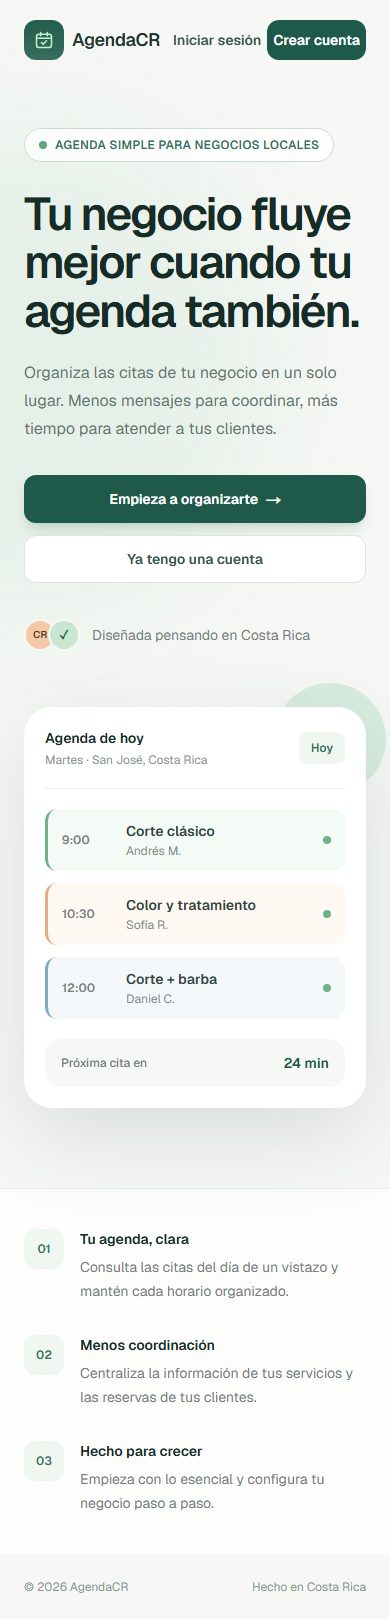 AgendaCR Iniciar sesión Crear cuenta
AGENDA SIMPLE PARA NEGOCIOS LOCALES
Tu negocio fluye
mejor cuando tu
agenda también.
Organiza las citas de tu negocio en un solo
lugar. Menos mensajes para coordinar, más
tiempo para atender a tus clientes.
Empieza a organizarte →
Ya tengo una cuenta
CR ✓ Diseñada pensando en Costa Rica
Agenda de hoy
Martes · San José, Costa Rica
Hoy
9:00 Corte clásico
Andrés M.
10:30 Color y tratamiento
Sofía R.
12:00 Corte + barba
Daniel C.
Próxima cita en 24 min
01 Tu agenda, clara
Consulta las citas del día de un vistazo y
mantén cada horario organizado.
02 Menos coordinación
Centraliza la información de tus servicios y
las reservas de tus clientes.
03 Hecho para crecer
Empieza con lo esencial y configura tu
negocio paso a paso.
© 2026 AgendaCR Hecho en Costa Rica